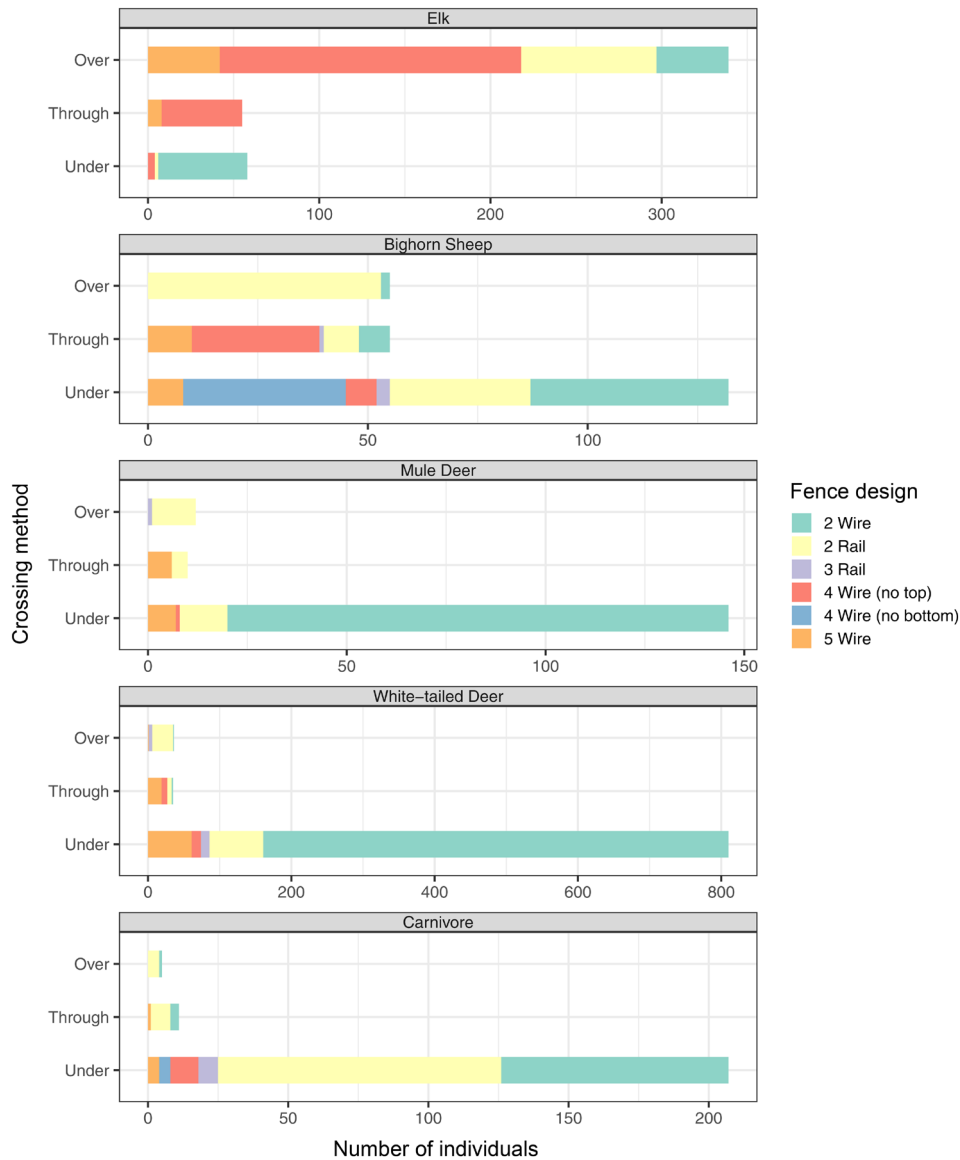 Elk
Over
Through
Under
0 100 200 300
Bighorn Sheep
Over
Through
Under
0 50 100
Mule Deer
Over
Through
Under
0 50 100 150
White−tailed Deer
Over
Through
Under
0 200 400 600 800
Carnivore
Over
Through
Under
0 50 100 150 200
Number of individuals
Crossing method
Fence design
2 Wire
2 Rail
3 Rail
4 Wire (no top)
4 Wire (no bottom)
5 Wire